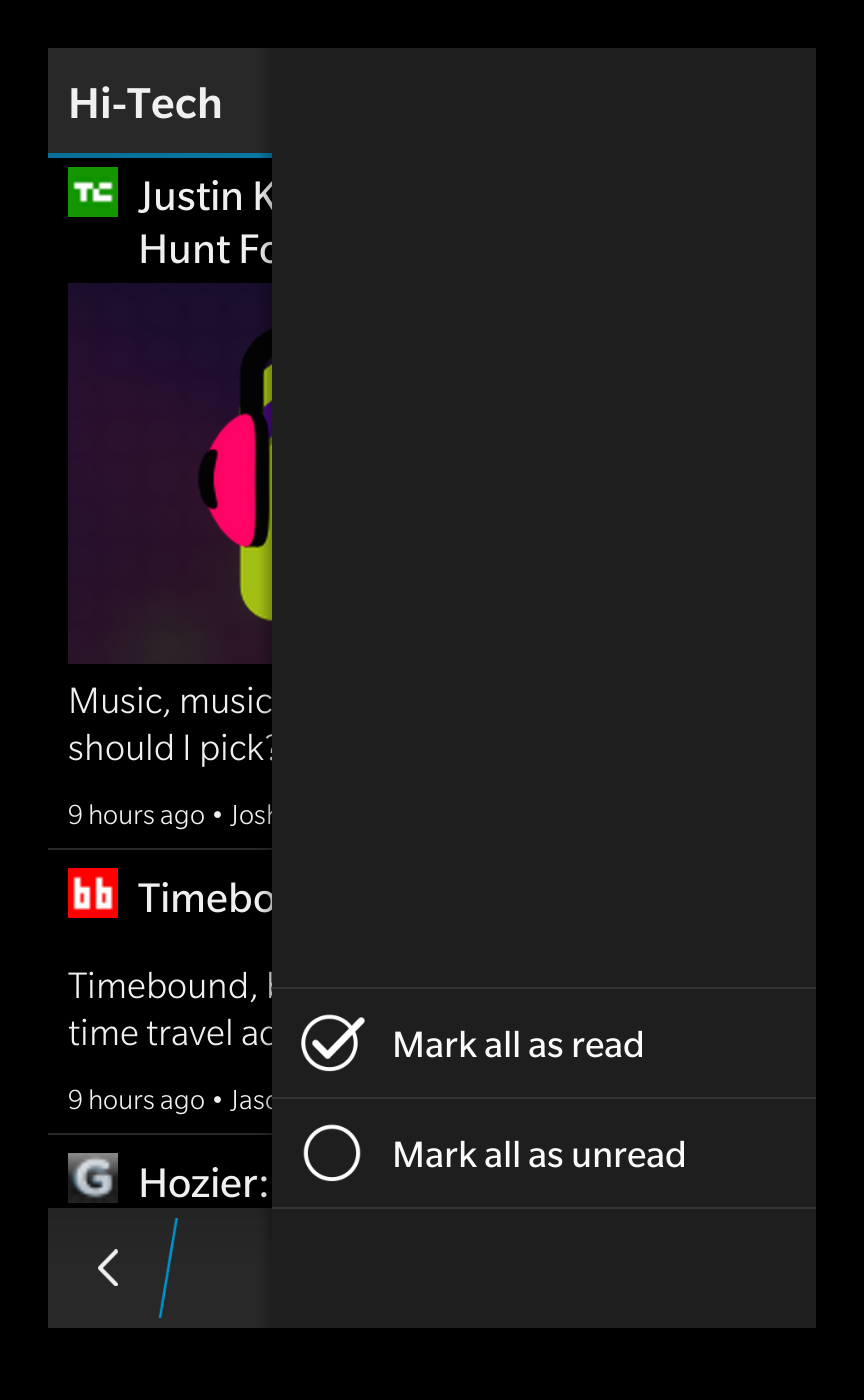 Hi-Tech
TC
Justin K
Hunt Fo
Music, music
should I pick?
9 hours ago • Josh
bb
Timebo
Timebound, b
time travel ad
9 hours ago • Jaso
G
Hozier:
Mark all as read
Mark all as unread